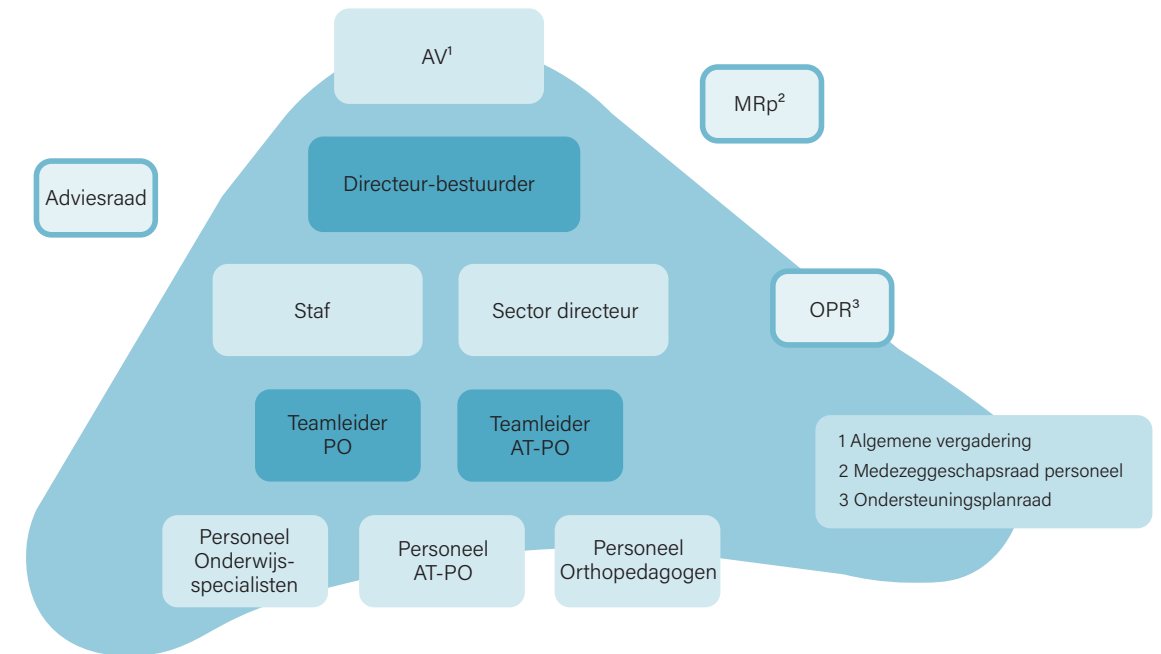 AV¹
MRp²
Adviesraad
Directeur-bestuurder
Staf
Sector directeur
OPR³
Teamleider
PO
Teamleider
AT-PO
1 Algemene vergadering
2 Medezeggeschapsraad personeel
3 Ondersteuningsplanraad
Personeel
Onderwijs-
specialisten
Personeel
AT-PO
Personeel
Orthopedagogen